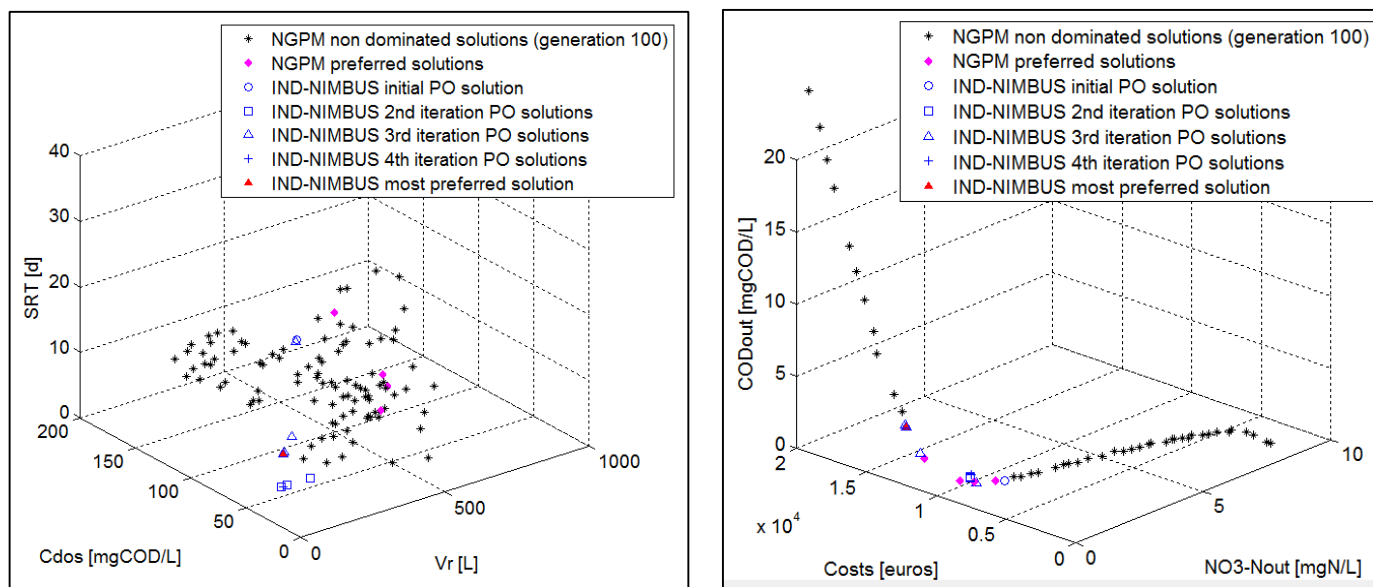 NGPM non dominated solutions (generation 100)
NGPM preferred solutions
IND-NIMBUS initial PO solution
IND-NIMBUS 2nd iteration PO solutions
IND-NIMBUS 3rd iteration PO solutions
IND-NIMBUS 4th iteration PO solutions
IND-NIMBUS most preferred solution
40
30
20
10
0
SRT [d]
200
150
100
50
0
Cdos [mgCOD/L]
0
500
1000
Vr [L]
NGPM non dominated solutions (generation 100)
NGPM preferred solutions
IND-NIMBUS initial PO solution
IND-NIMBUS 2nd iteration PO solutions
IND-NIMBUS 3rd iteration PO solutions
IND-NIMBUS 4th iteration PO solutions
IND-NIMBUS most preferred solution
20
15
10
5
0
CODout [mgCOD/L]
2
1.5
1
0.5
0
x 10⁴
Costs [euros]
0
5
10
NO3-Nout [mgN/L]